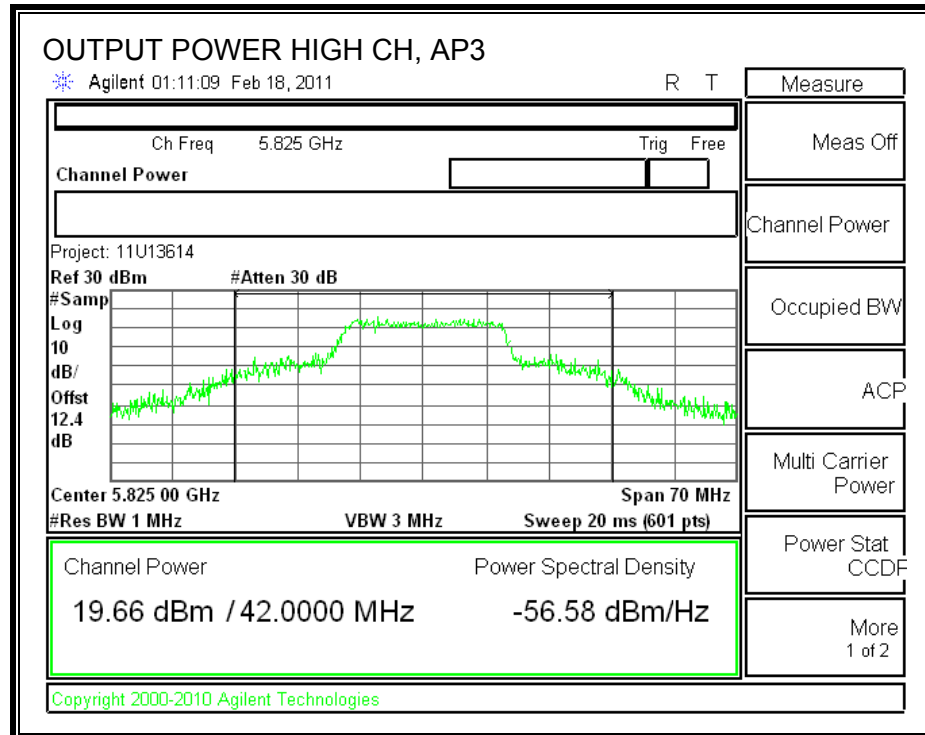 OUTPUT POWER HIGH CH, AP3
Agilent 01:11:09 Feb 18, 2011 R T
Measure
Ch Freq 5.825 GHz Trig Free
Meas Off
Channel Power
Channel Power
Project: 11U13614
Ref 30 dBm #Atten 30 dB
#Samp
Log
10
dB/
Offst
12.4
dB
Occupied BW
ACP
Center 5.825 00 GHz Span 70 MHz
#Res BW 1 MHz VBW 3 MHz Sweep 20 ms (601 pts)
Multi Carrier
Power
Channel Power Power Spectral Density
19.66 dBm / 42.0000 MHz -56.58 dBm/Hz
Power Stat
CCDF
More
1 of 2
Copyright 2000-2010 Agilent Technologies